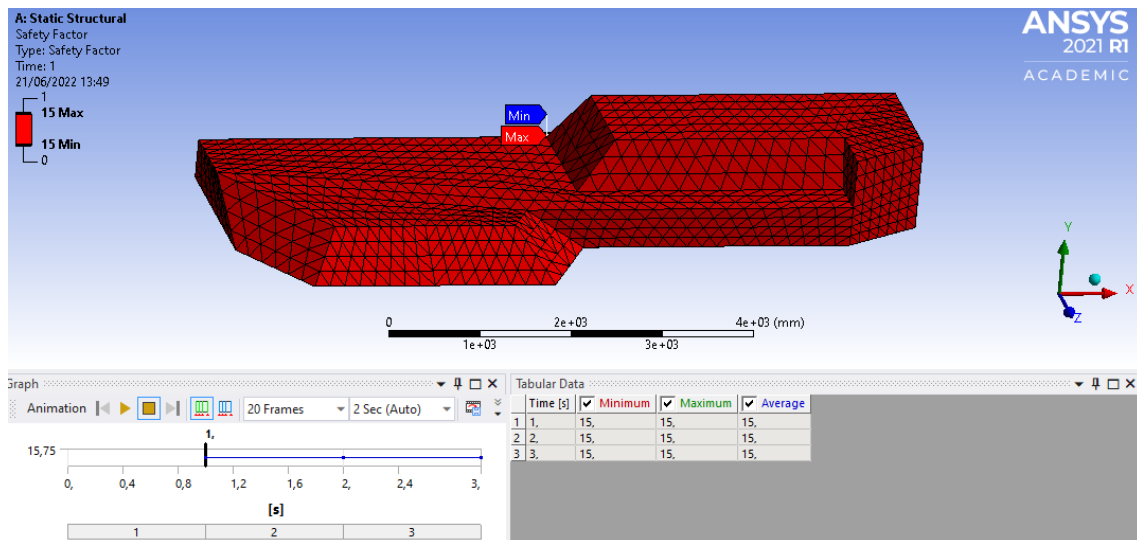 A: Static Structural
Safety Factor
Type: Safety Factor
Time: 1
21/06/2022 13:49
1
15 Max
15 Min
0
ANSYS
2021 R1
ACADEMIC
Min
Max
Y
X
Z
0 2e+03 4e+03 (mm)
1e+03 3e+03
Graph
Animation 20 Frames 2 Sec (Auto)
1,
15,75
0, 0,4 0,8 1,2 1,6 2, 2,4 3,
[s]
1 2 3
Tabular Data
Time [s] Minimum Maximum Average
1 1, 15, 15, 15,
2 2, 15, 15, 15,
3 3, 15, 15, 15,